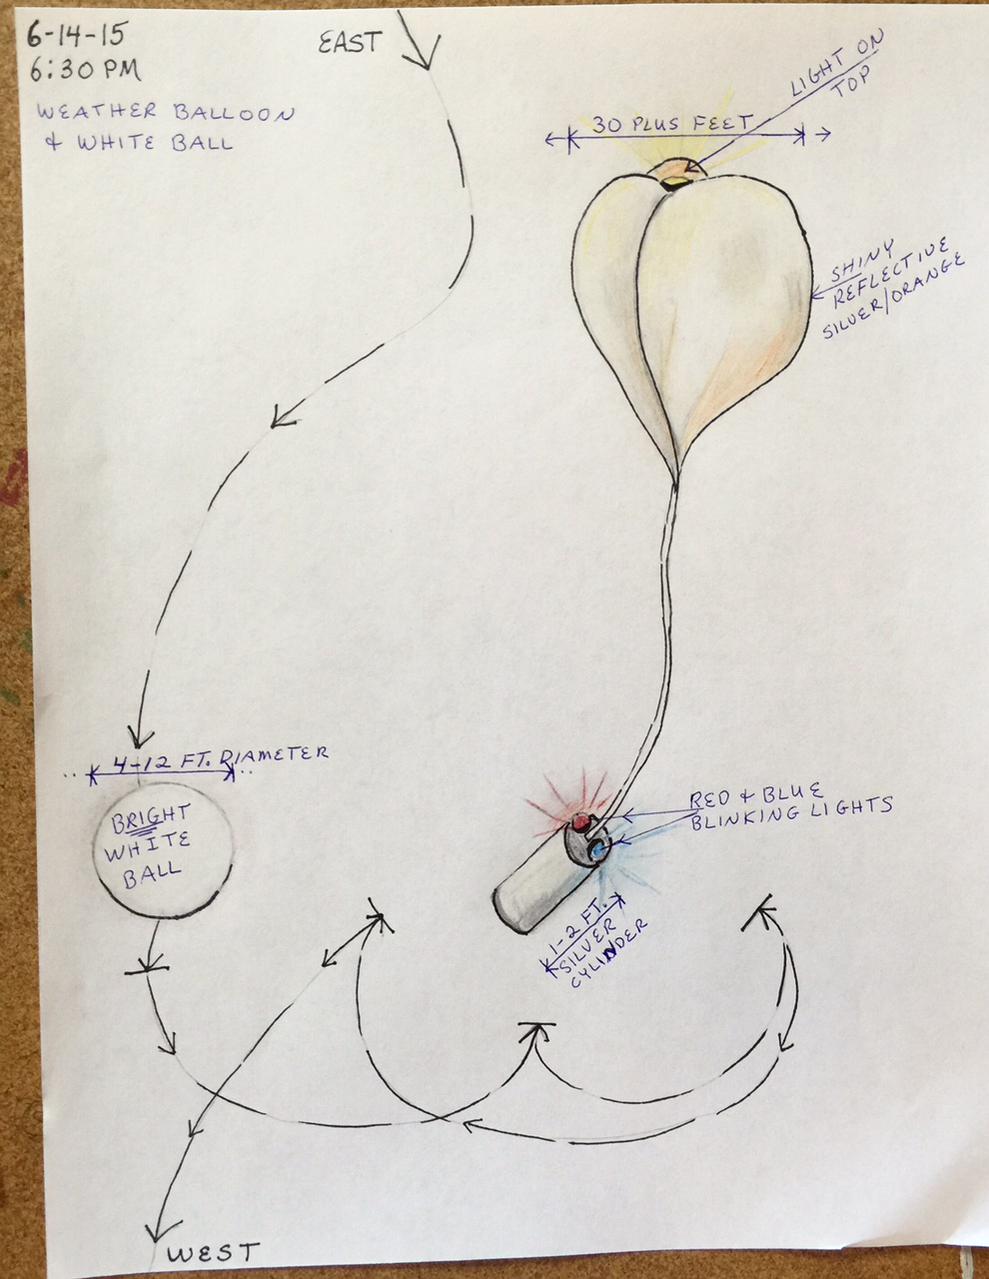 6-14-15
6:30 PM
WEATHER BALLOON
& WHITE BALL
EAST
LIGHT ON
TOP
30 PLUS FEET
SHINY
REFLECTIVE
SILVER/ORANGE
4-12 FT. DIAMETER
BRIGHT
WHITE
BALL
RED & BLUE
BLINKING LIGHTS
1-2 FT.
SILVER
CYLINDER
WEST